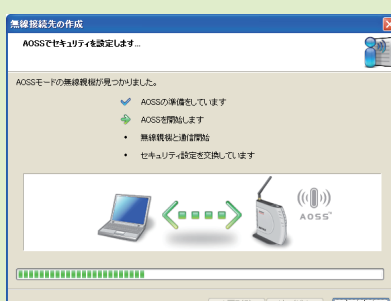 無線接続先の作成
AOSSでセキュリティを設定します...
AOSSモードの無線親機が見つかりました。
AOSSの準備をしています
AOSSを開始します
・ 無線親機と通信開始
・ セキュリティ設定を交換しています
AOSS™